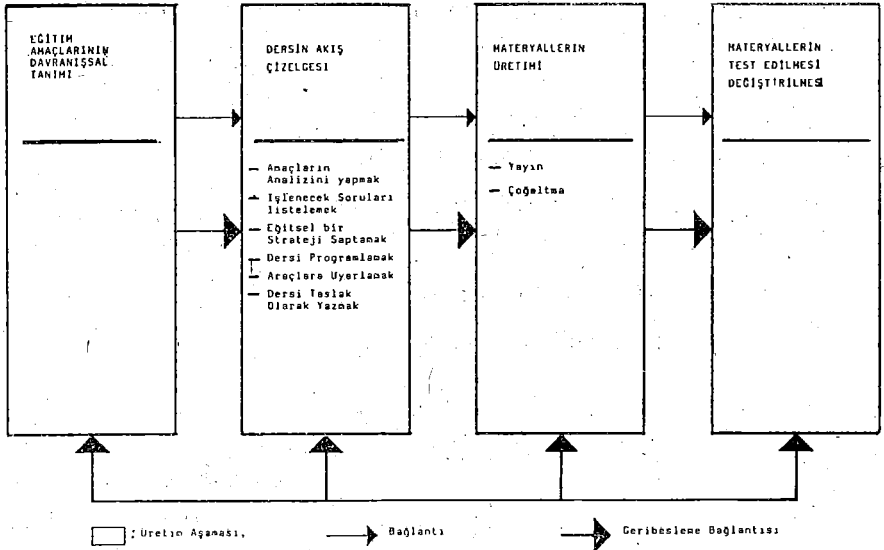 EĞİTİM
AMAÇLARININ
DAVRANIŞSAL
TANIMI
DERSİN AKIŞ
ÇİZELGESI
MATERYALLERIN
ÜRETİMİ
MATERYALLERİN
TEST EDİLMESİ
DEĞİŞTİRİLMESİ
— Amaçların
Analizini yapmak
— Işlenecek Soruları
listelemek
— Eğitsel bir
Strateji Saptamak
— Dersi Programlamak
— Araçlara Uyarlamak
— Dersi Taslak
Olarak Yazmak
— Yayın
— Çoğaltma
: Üretim Aşaması,
Bağlantı
Geribesleme Bağlantısı